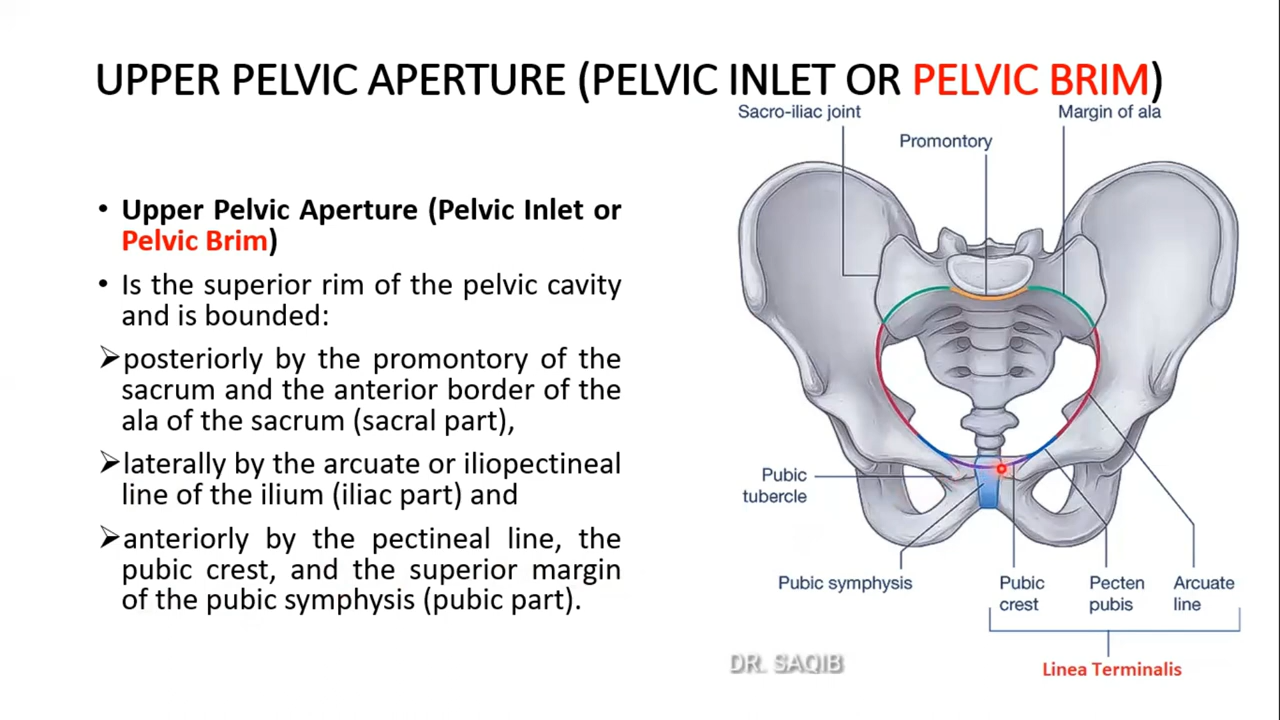 UPPER PELVIC APERTURE (PELVIC INLET OR PELVIC BRIM)
• Upper Pelvic Aperture (Pelvic Inlet or
Pelvic Brim)
• Is the superior rim of the pelvic cavity
and is bounded:
➢posteriorly by the promontory of the
sacrum and the anterior border of the
ala of the sacrum (sacral part),
➢laterally by the arcuate or iliopectineal
line of the ilium (iliac part) and
➢anteriorly by the pectineal line, the
pubic crest, and the superior margin
of the pubic symphysis (pubic part).
Sacro-iliac joint
Margin of ala
Promontory
Pubic
tubercle
Pubic symphysis
Pubic
crest
Pecten
pubis
Arcuate
line
Linea Terminalis
DR. SAQIB